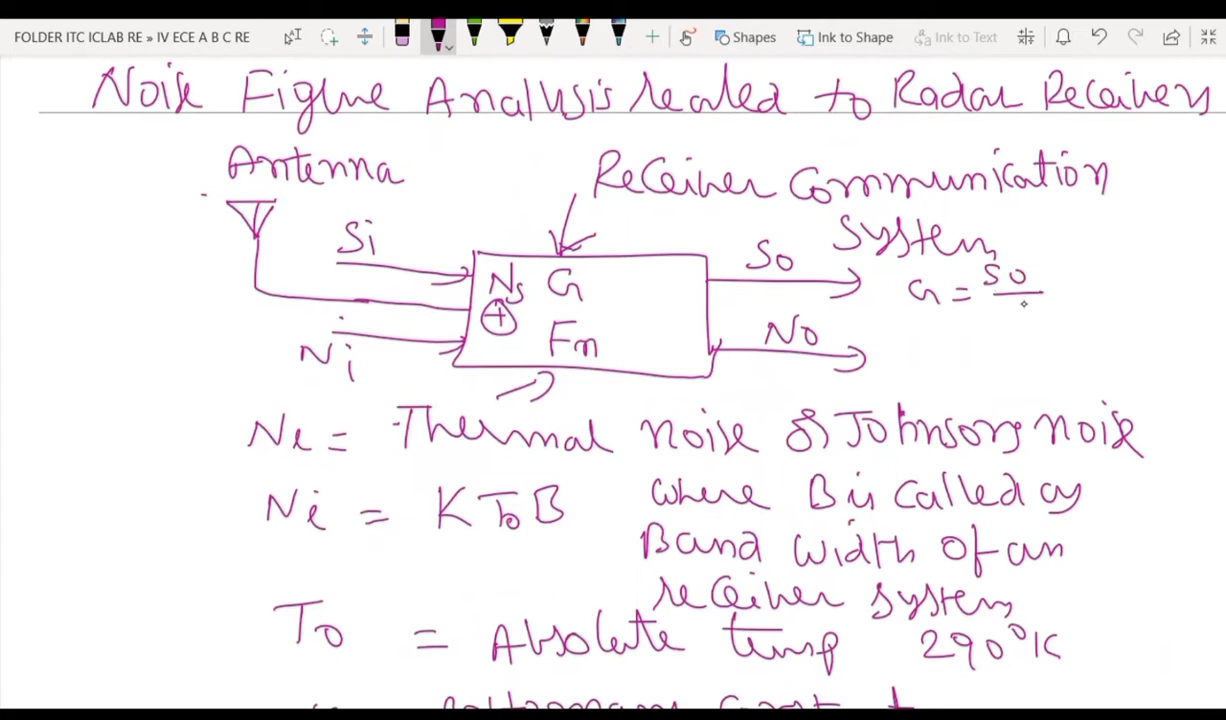 FOLDER ITC ICLAB RE » IV ECE A B C RE
Shapes
Ink to Shape
Ink to Text
Noise Figure Analysis realed to Radar Receivers
Antenna
Receiver Communication
System
Si
Ns G
So
G = So
⊕
Fn
No
Ni
Ni = Thermal noise of Johnsons noise
Ni = KToB where B is called as
Band width of an
receiver system
To = Absolute temp 290°K